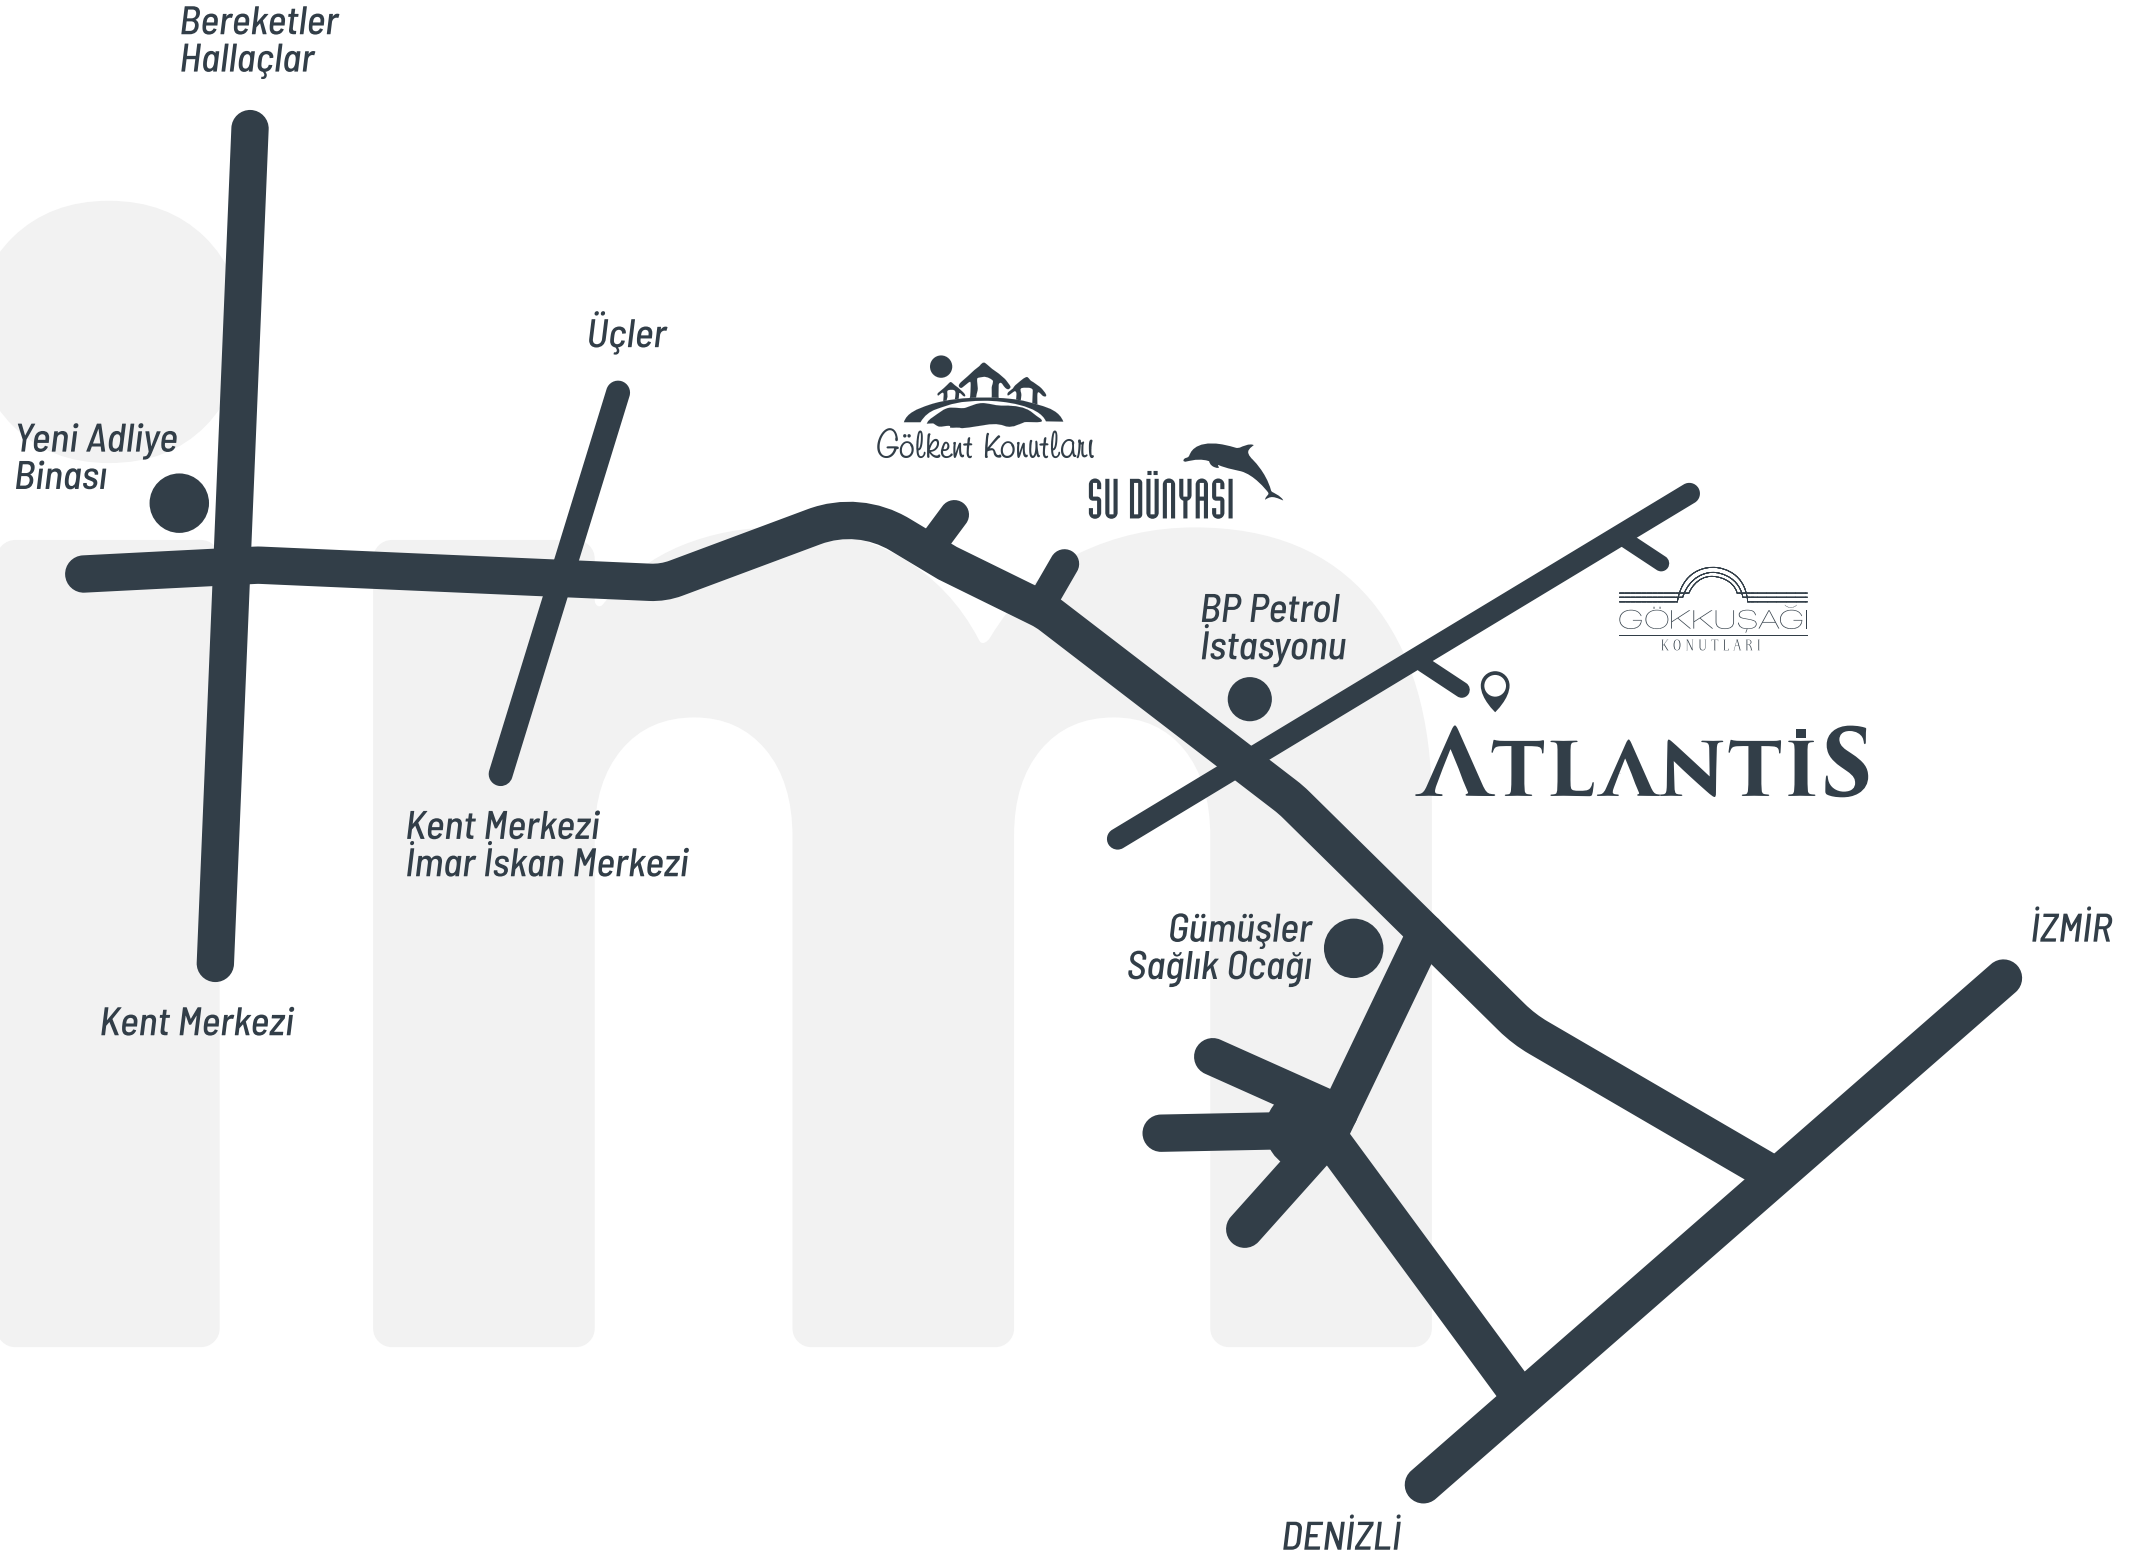 Bereketler
Hallaçlar
Üçler
Yeni Adliye
Binası
Gölkent Konutları
SU DÜNYASI
BP Petrol
İstasyonu
GÖKKUŞAĞI
KONUTLARI
ATLANTİS
Kent Merkezi
İmar İskan Merkezi
Gümüşler
Sağlık Ocağı
İZMİR
Kent Merkezi
DENİZLİ